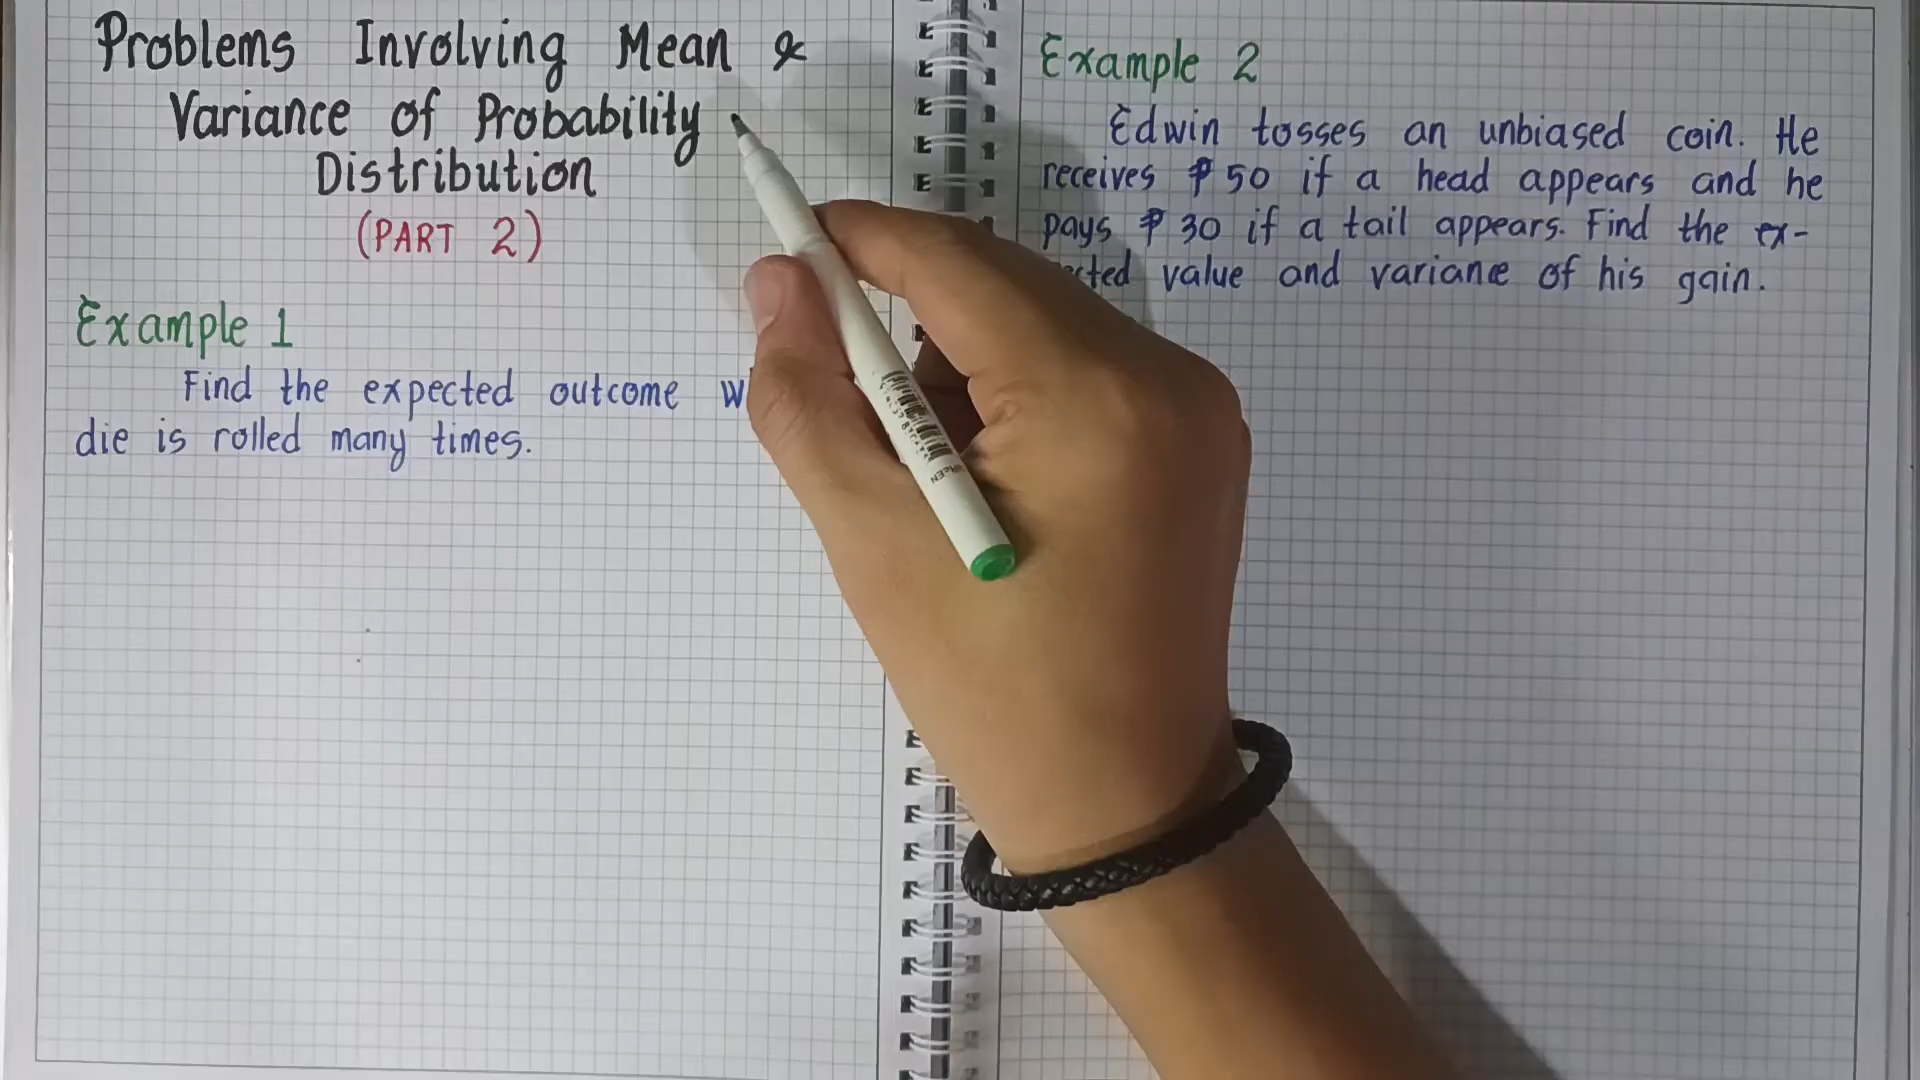 Problems Involving Mean &
Variance of Probability
Distribution
(PART 2)
Example 1
Find the expected outcome
die is rolled many times.
Example 2
Edwin tosses an unbiased coin. He
receives ₱ 50 if a head appears and he
pays ₱ 30 if a tail appears. Find the ex-
value and variance of his gain.